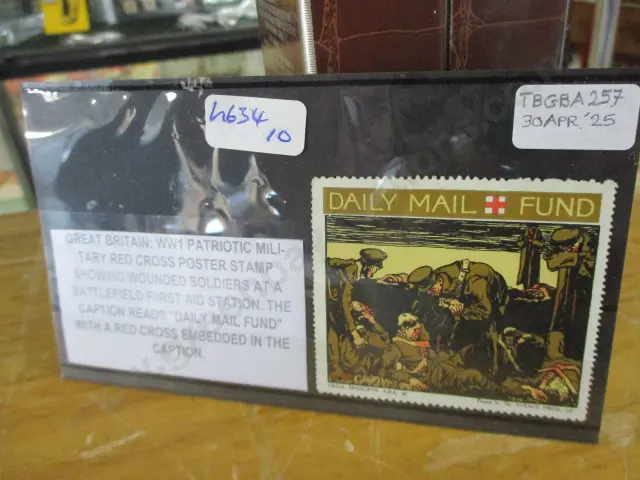 h634
10
TBGBA257
30 APR. '25
GREAT BRITAIN: WW1 PATRIOTIC MILI-
TARY RED CROSS POSTER STAMP
SHOWING WOUNDED SOLDIERS AT A
BATTLEFIELD FIRST AID STATION. THE
CAPTION READS "DAILY MAIL FUND"
WITH A RED CROSS EMBEDDED IN THE
CAPTION.
DAILY MAIL FUND